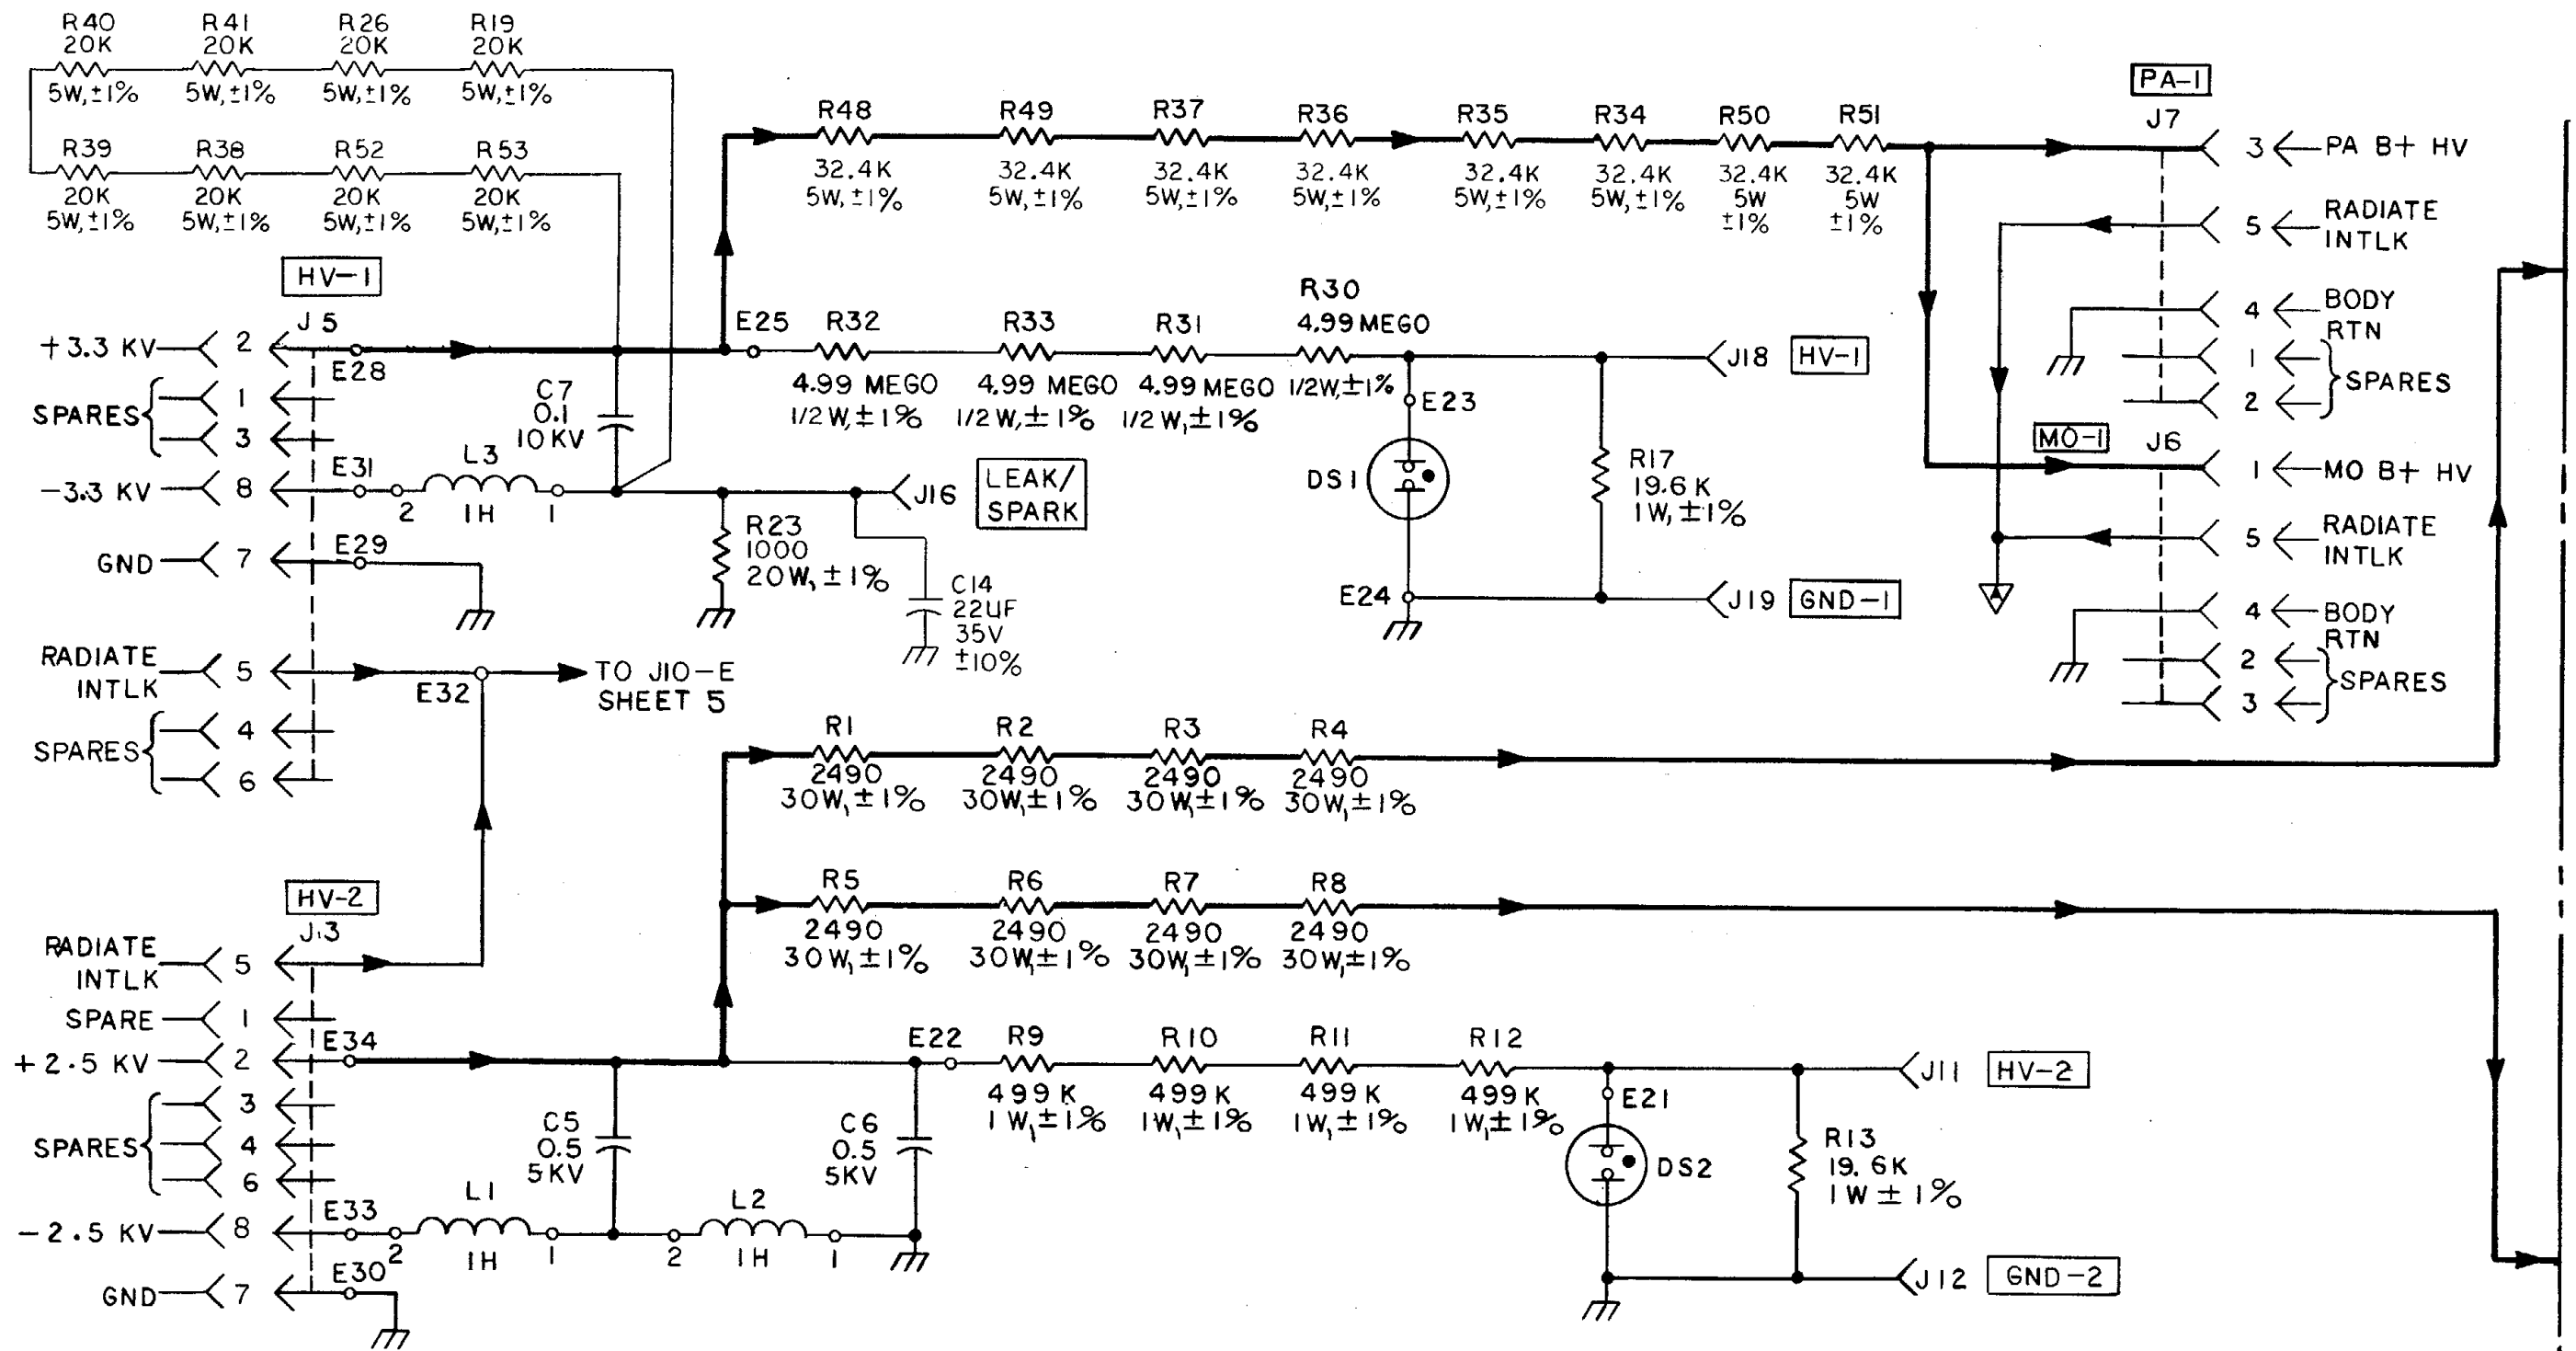 R40
20K
5W,±1%
R41
20K
5W,±1%
R26
20K
5W,±1%
R19
20K
5W,±1%
R39
20K
5W,±1%
R38
20K
5W,±1%
R52
20K
5W,±1%
R53
20K
5W,±1%
R48
32.4K
5W,±1%
R49
32.4K
5W,±1%
R37
32.4K
5W,±1%
R36
32.4K
5W,±1%
R35
32.4K
5W,±1%
R34
32.4K
5W,±1%
R50
32.4K
5W
±1%
R51
32.4K
5W
±1%
PA-1
J7
3 PA B+ HV
5 RADIATE
INTLK
4 BODY
RTN
1
2
SPARES
MO-1
J6
1 MO B+ HV
5 RADIATE
INTLK
4 BODY
RTN
2
3
SPARES
HV-1
J5
+3.3 KV 2
E28
1
SPARES
3
-3.3 KV 8
E31
2
L3
1H
1
GND 7
E29
RADIATE
INTLK
5
E32
TO J10-E
SHEET 5
4
SPARES
6
C7
0.1
10KV
E25
R32
4.99 MEGO
1/2W,±1%
R33
4.99 MEGO
1/2W,±1%
R31
4.99 MEGO
1/2W,±1%
R30
4.99 MEGO
1/2W,±1%
J18 HV-1
E23
DS1
E24
R17
19.6K
1W,±1%
J19 GND-1
J16
LEAK/
SPARK
R23
1000
20W,±1%
C14
22UF
35V
±10%
R1
2490
30W,±1%
R2
2490
30W,±1%
R3
2490
30W,±1%
R4
2490
30W,±1%
R5
2490
30W,±1%
R6
2490
30W,±1%
R7
2490
30W,±1%
R8
2490
30W,±1%
HV-2
J3
RADIATE
INTLK
5
SPARE 1
+2.5 KV 2
E34
3
SPARES 4
6
-2.5 KV 8
E33
2
L1
1H
1
2
L2
1H
1
GND 7
E30
C5
0.5
5KV
C6
0.5
5KV
E22
R9
499K
1W,±1%
R10
499K
1W,±1%
R11
499K
1W,±1%
R12
499K
1W,±1%
J11 HV-2
E21
DS2
R13
19.6K
1W ±1%
J12 GND-2